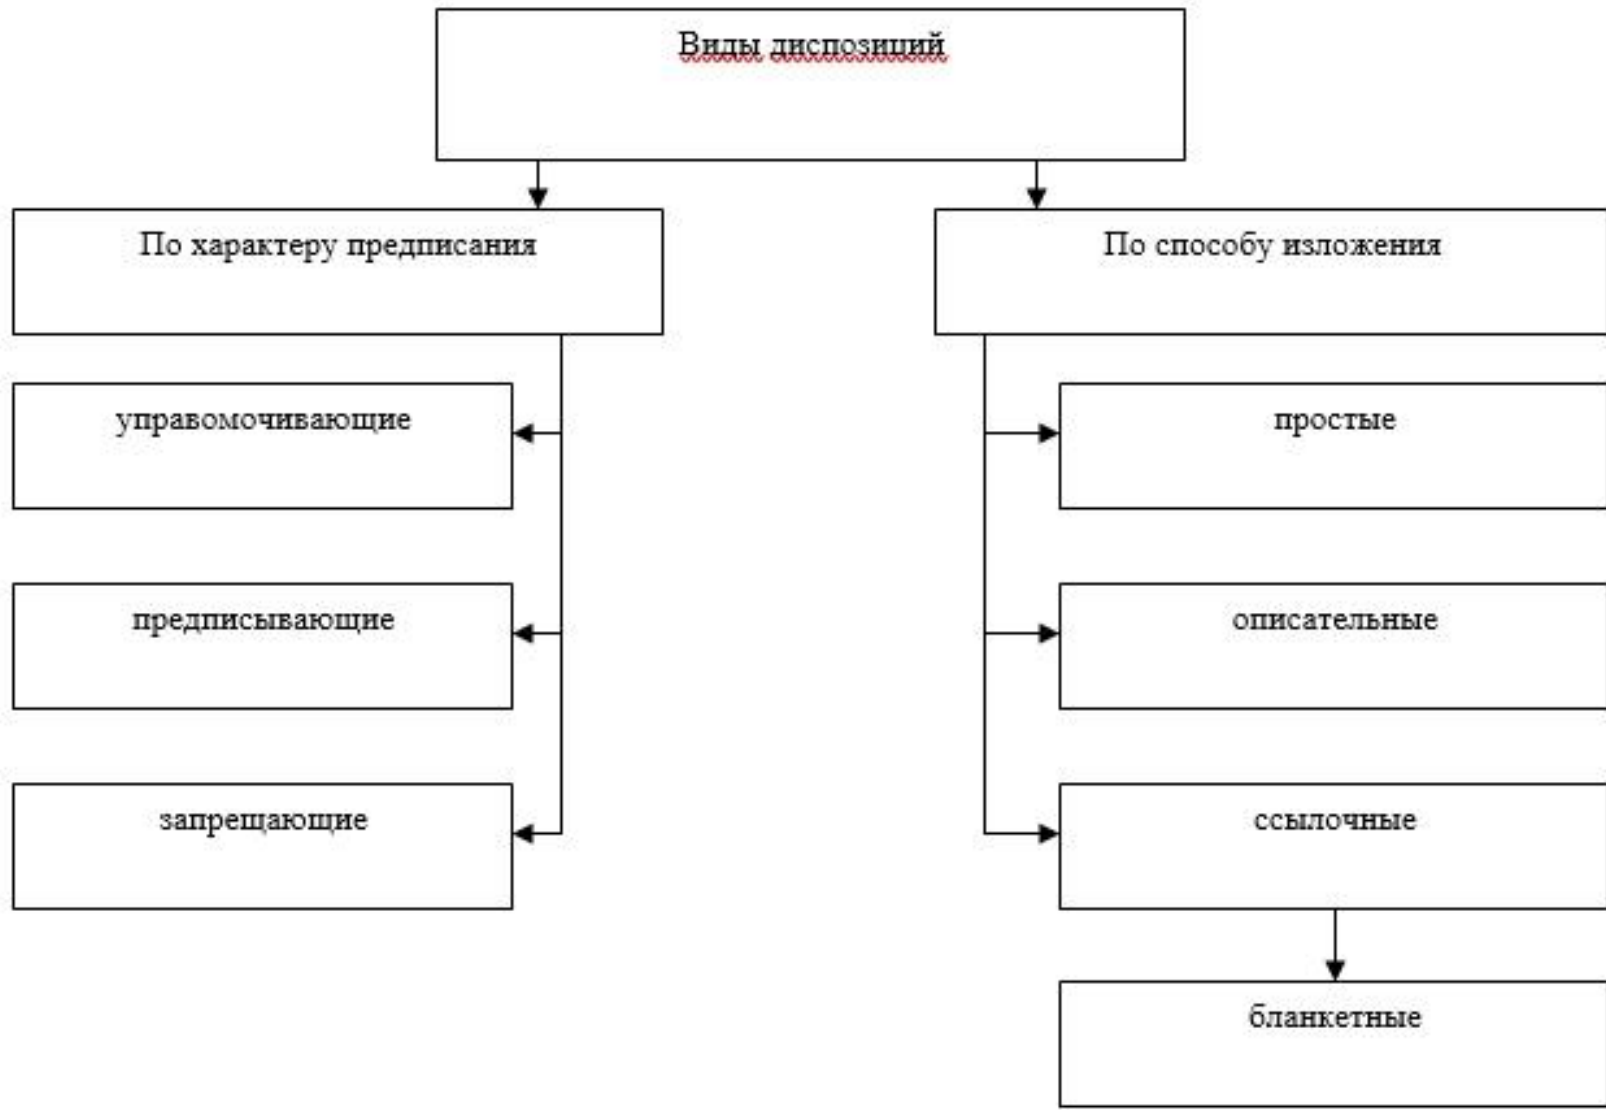 Виды диспозиций
По характеру предписания
По способу изложения
управомочивающие
простые
предписывающие
описательные
запрещающие
ссылочные
бланкетные